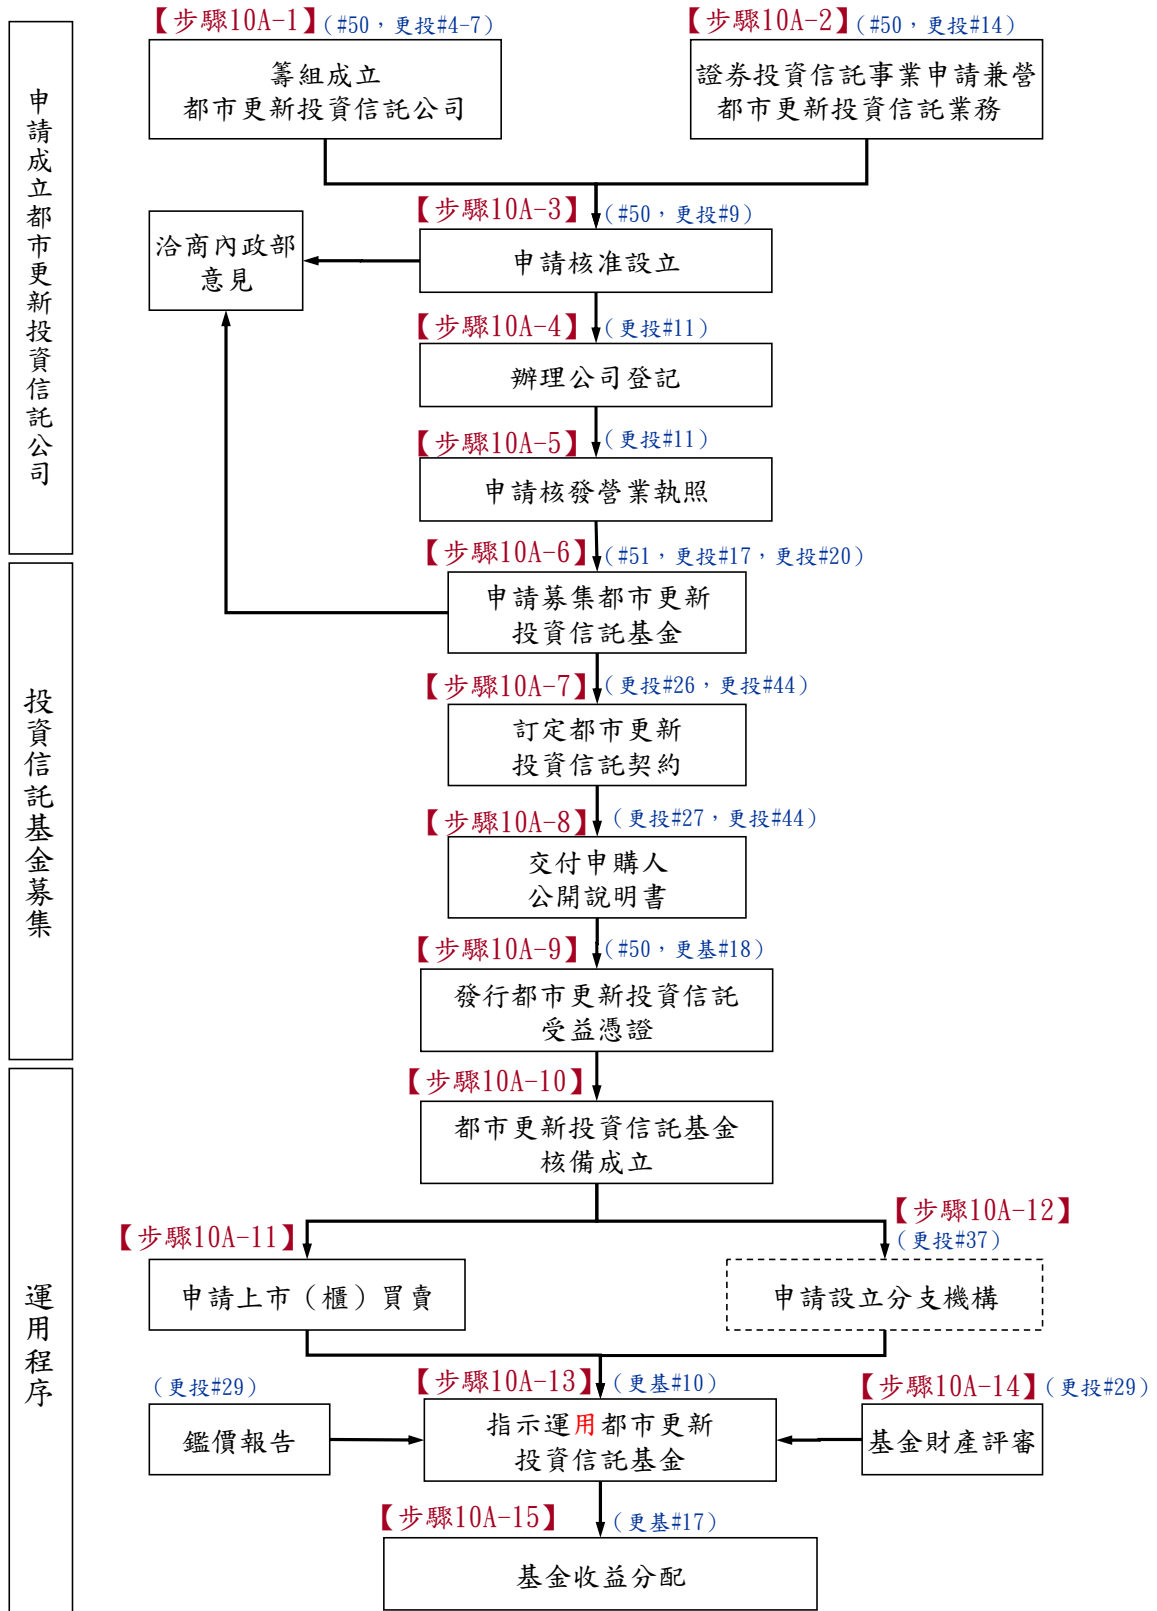 申請成立都市更新投資信託公司
【步驟10A-1】(#50，更投#4-7)
籌組成立
都市更新投資信託公司
【步驟10A-2】(#50，更投#14)
證券投資信託事業申請兼營
都市更新投資信託業務
【步驟10A-3】(#50，更投#9)
申請核准設立
洽商內政部
意見
【步驟10A-4】(更投#11)
辦理公司登記
【步驟10A-5】(更投#11)
申請核發營業執照
投資信託基金募集
【步驟10A-6】(#51，更投#17，更投#20)
申請募集都市更新
投資信託基金
【步驟10A-7】(更投#26，更投#44)
訂定都市更新
投資信託契約
【步驟10A-8】(更投#27，更投#44)
交付申購人
公開說明書
【步驟10A-9】(#50，更基#18)
發行都市更新投資信託
受益憑證
運用程序
【步驟10A-10】
都市更新投資信託基金
核備成立
【步驟10A-11】
申請上市（櫃）買賣
【步驟10A-12】
(更投#37)
申請設立分支機構
(更投#29)
鑑價報告
【步驟10A-13】(更基#10)
指示運用都市更新
投資信託基金
【步驟10A-14】(更投#29)
基金財產評審
【步驟10A-15】(更基#17)
基金收益分配